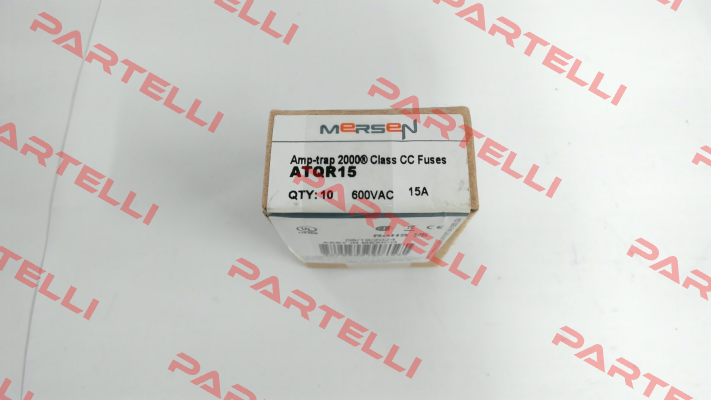 MERSEN
Amp-trap 2000® Class CC Fuses
ATQR15
QTY: 10 600VAC 15A
RoHS
PARTELLI
PARTELLI
PARTELLI
PARTELLI
PARTELLI
PARTELLI
PARTELLI
PARTELLI
PARTELLI